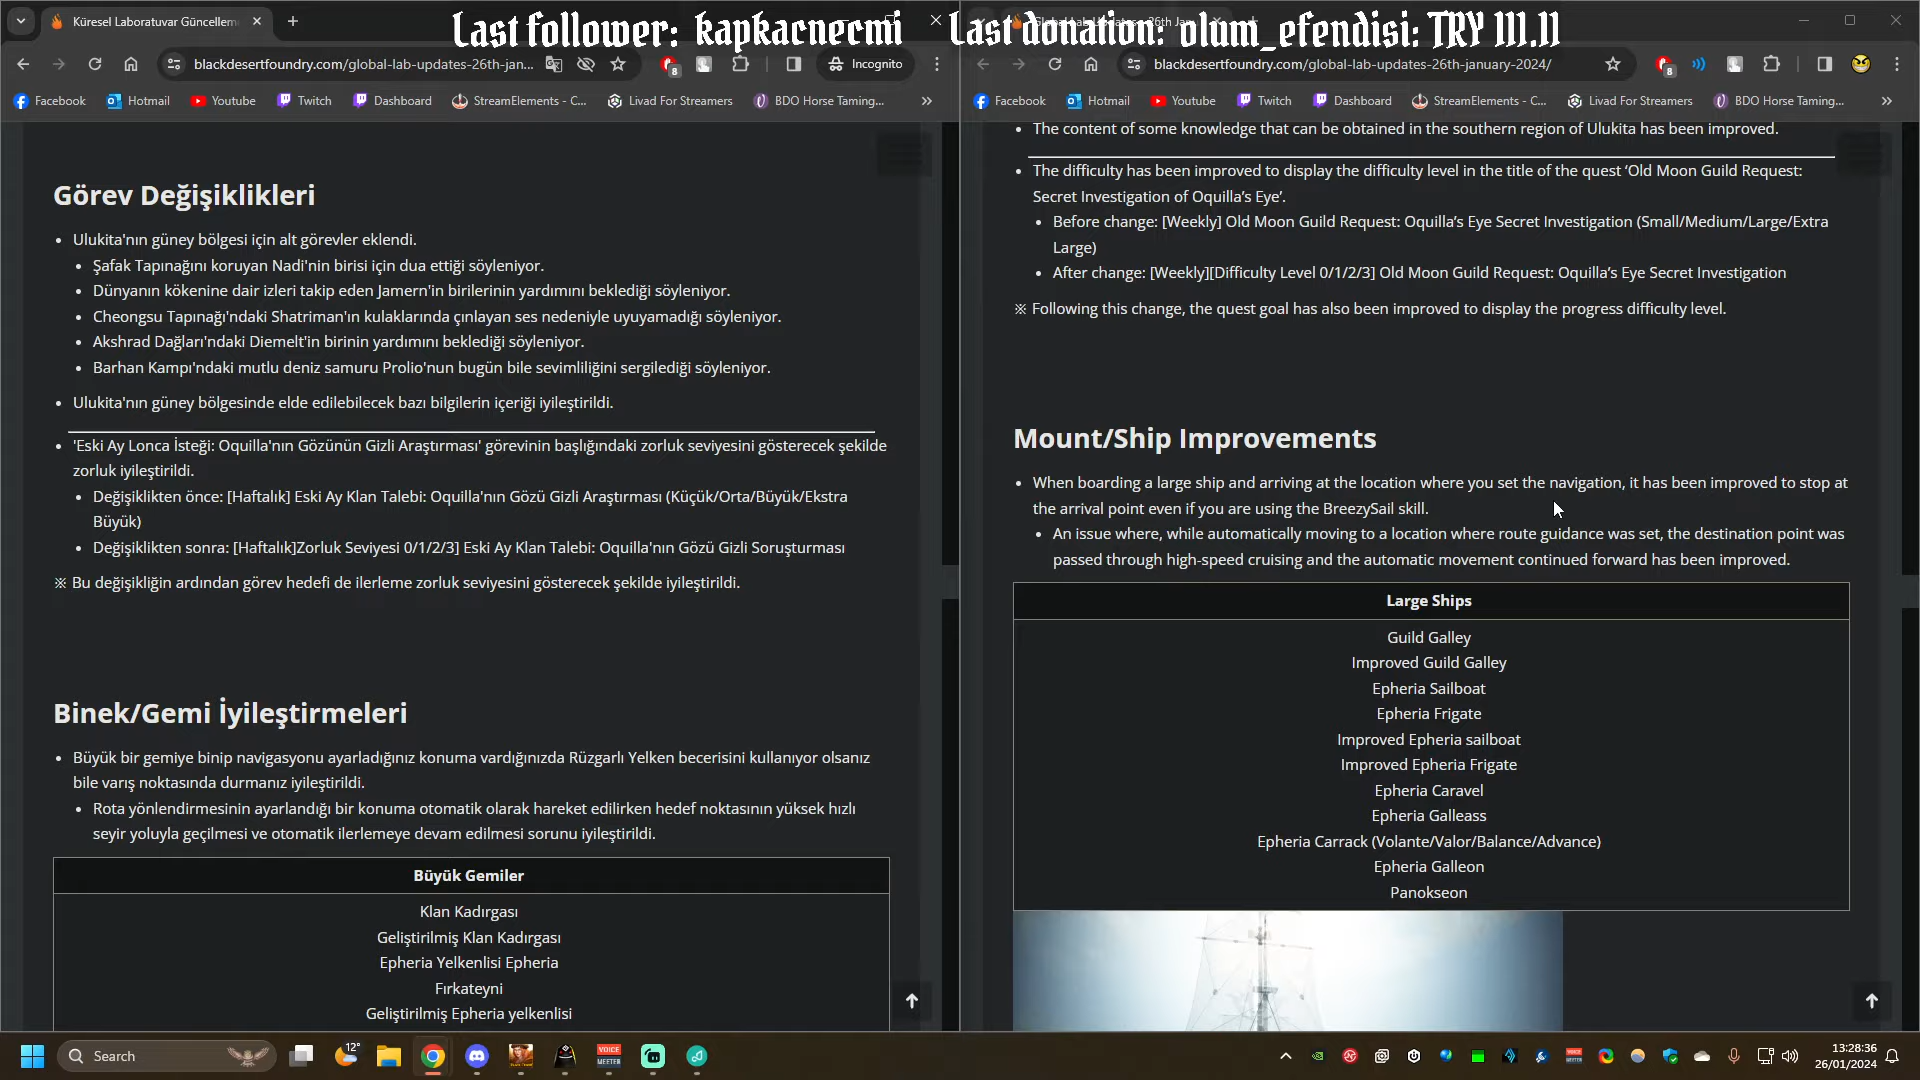 Last follower: kapkacnecmi
Last donation: olum_efendisi: TRY 111.11
Küresel Laboratuvar Güncellem
blackdesertfoundry.com/global-lab-updates-26th-jan...
8
Incognito
Facebook
Hotmail
Youtube
Twitch
Dashboard
StreamElements - C...
Livad For Streamers
BDO Horse Taming...
Görev Değişiklikleri
Ulukita'nın güney bölgesi için alt görevler eklendi.
Şafak Tapınağını koruyan Nadi'nin birisi için dua ettiği söyleniyor.
Dünyanın kökenine dair izleri takip eden Jamern'in birilerinin yardımını beklediği söyleniyor.
Cheongsu Tapınağı'ndaki Shatriman'ın kulaklarında çınlayan ses nedeniyle uyuyamadığı söyleniyor.
Akshrad Dağları'ndaki Diemelt'in birinin yardımını beklediği söyleniyor.
Barhan Kampı'ndaki mutlu deniz samuru Prolio'nun bugün bile sevimliliğini sergilediği söyleniyor.
Ulukita'nın güney bölgesinde elde edilebilecek bazı bilgilerin içeriği iyileştirildi.
'Eski Ay Lonca İsteği: Oquilla'nın Gözünün Gizli Araştırması' görevinin başlığındaki zorluk seviyesini gösterecek şekilde
zorluk iyileştirildi.
Değişiklikten önce: [Haftalık] Eski Ay Klan Talebi: Oquilla'nın Gözü Gizli Araştırması (Küçük/Orta/Büyük/Ekstra
Büyük)
Değişiklikten sonra: [Haftalık]Zorluk Seviyesi 0/1/2/3] Eski Ay Klan Talebi: Oquilla'nın Gözü Gizli Soruşturması
※ Bu değişikliğin ardından görev hedefi de ilerleme zorluk seviyesini gösterecek şekilde iyileştirildi.
Binek/Gemi İyileştirmeleri
Büyük bir gemiye binip navigasyonu ayarladığınız konuma vardığınızda Rüzgarlı Yelken becerisini kullanıyor olsanız
bile varış noktasında durmanız iyileştirildi.
Rota yönlendirmesinin ayarlandığı bir konuma otomatik olarak hareket edilirken hedef noktasının yüksek hızlı
seyir yoluyla geçilmesi ve otomatik ilerlemeye devam edilmesi sorunu iyileştirildi.
Büyük Gemiler
Klan Kadırgası
Geliştirilmiş Klan Kadırgası
Epheria Yelkenlisi Epheria
Fırkateyni
Geliştirilmiş Epheria yelkenlisi
blackdesertfoundry.com/global-lab-updates-26th-january-2024/
8
Facebook
Hotmail
Youtube
Twitch
Dashboard
StreamElements - C...
Livad For Streamers
BDO Horse Taming...
The content of some knowledge that can be obtained in the southern region of Ulukita has been improved.
The difficulty has been improved to display the difficulty level in the title of the quest ‘Old Moon Guild Request:
Secret Investigation of Oquilla’s Eye’.
Before change: [Weekly] Old Moon Guild Request: Oquilla’s Eye Secret Investigation (Small/Medium/Large/Extra
Large)
After change: [Weekly][Difficulty Level 0/1/2/3] Old Moon Guild Request: Oquilla’s Eye Secret Investigation
※ Following this change, the quest goal has also been improved to display the progress difficulty level.
Mount/Ship Improvements
When boarding a large ship and arriving at the location where you set the navigation, it has been improved to stop at
the arrival point even if you are using the BreezySail skill.
An issue where, while automatically moving to a location where route guidance was set, the destination point was
passed through high-speed cruising and the automatic movement continued forward has been improved.
Large Ships
Guild Galley
Improved Guild Galley
Epheria Sailboat
Epheria Frigate
Improved Epheria sailboat
Improved Epheria Frigate
Epheria Caravel
Epheria Galleass
Epheria Carrack (Volante/Valor/Balance/Advance)
Epheria Galleon
Panokseon
Search
12°
VOICE
MEETER
13:28:36
26/01/2024